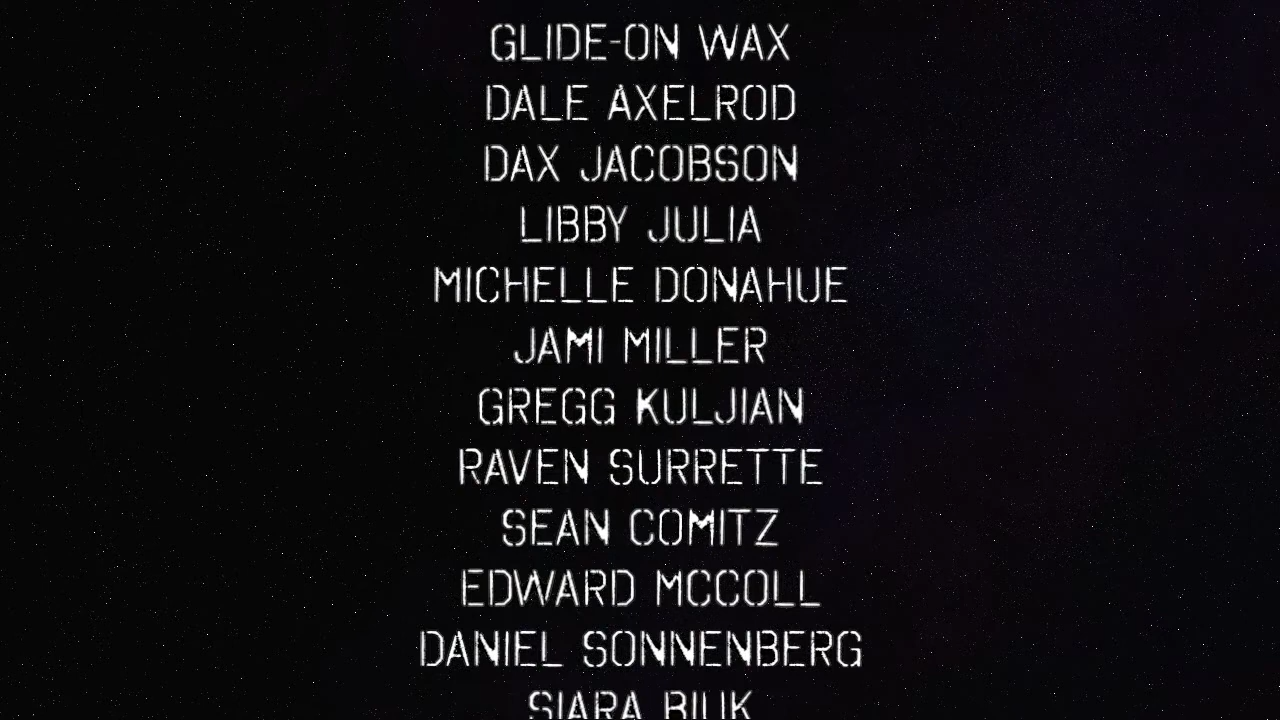 GLIDE-ON WAX
DALE AXELROD
DAX JACOBSON
LIBBY JULIA
MICHELLE DONAHUE
JAMI MILLER
GREGG KULJIAN
RAVEN SURRETTE
SEAN COMITZ
EDWARD MCCOLL
DANIEL SONNENBERG
SIARA